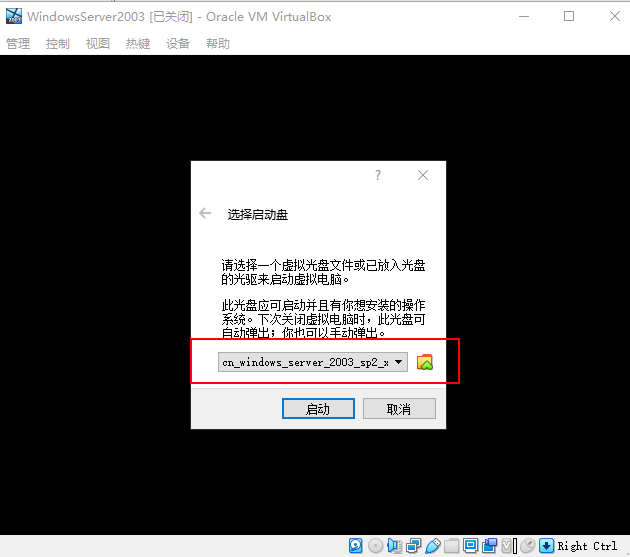 WindowsServer2003 [已关闭] - Oracle VM VirtualBox
管理 控制 视图 热键 设备 帮助
?
选择启动盘
请选择一个虚拟光盘文件或已放入光盘
的光驱来启动虚拟电脑。
此光盘应可启动并且有你想安装的操作
系统。下次关闭虚拟电脑时，此光盘可
自动弹出；你也可以手动弹出。
cn_windows_server_2003_sp2_x
启动 取消
Right Ctrl